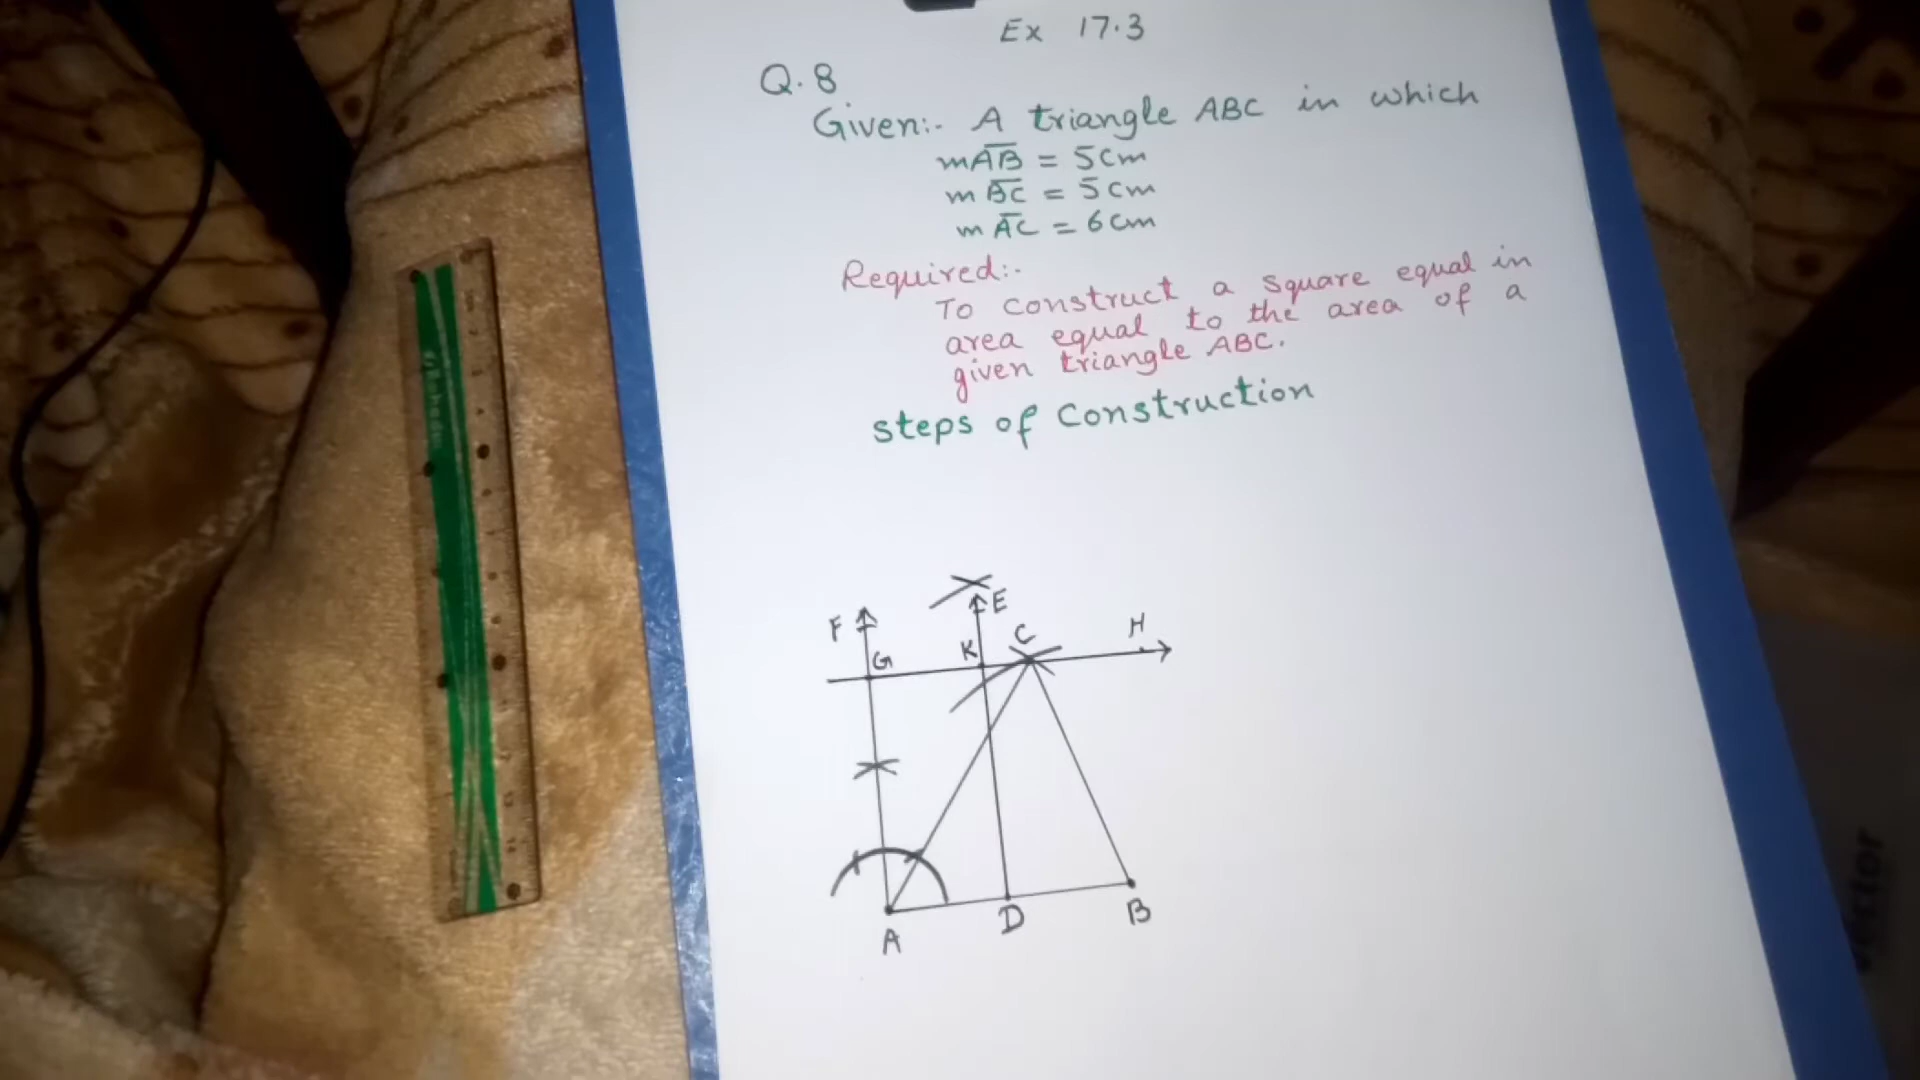 Ex 17.3
Q.8
Given:- A triangle ABC in which
mAB = 5cm
mBC = 5cm
mAC = 6cm
Required:-
To construct a square equal in
area equal to the area of a
given triangle ABC.
steps of construction
E
F
C
H
K
G
D
B
A